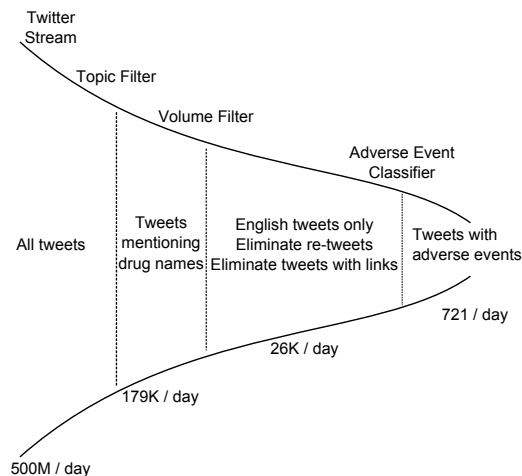 Twitter
Stream
Topic Filter
Volume Filter
Adverse Event
Classifier
All tweets
Tweets
mentioning
drug names
English tweets only
Eliminate re-tweets
Eliminate tweets with links
Tweets with
adverse events
721 / day
26K / day
179K / day
500M / day